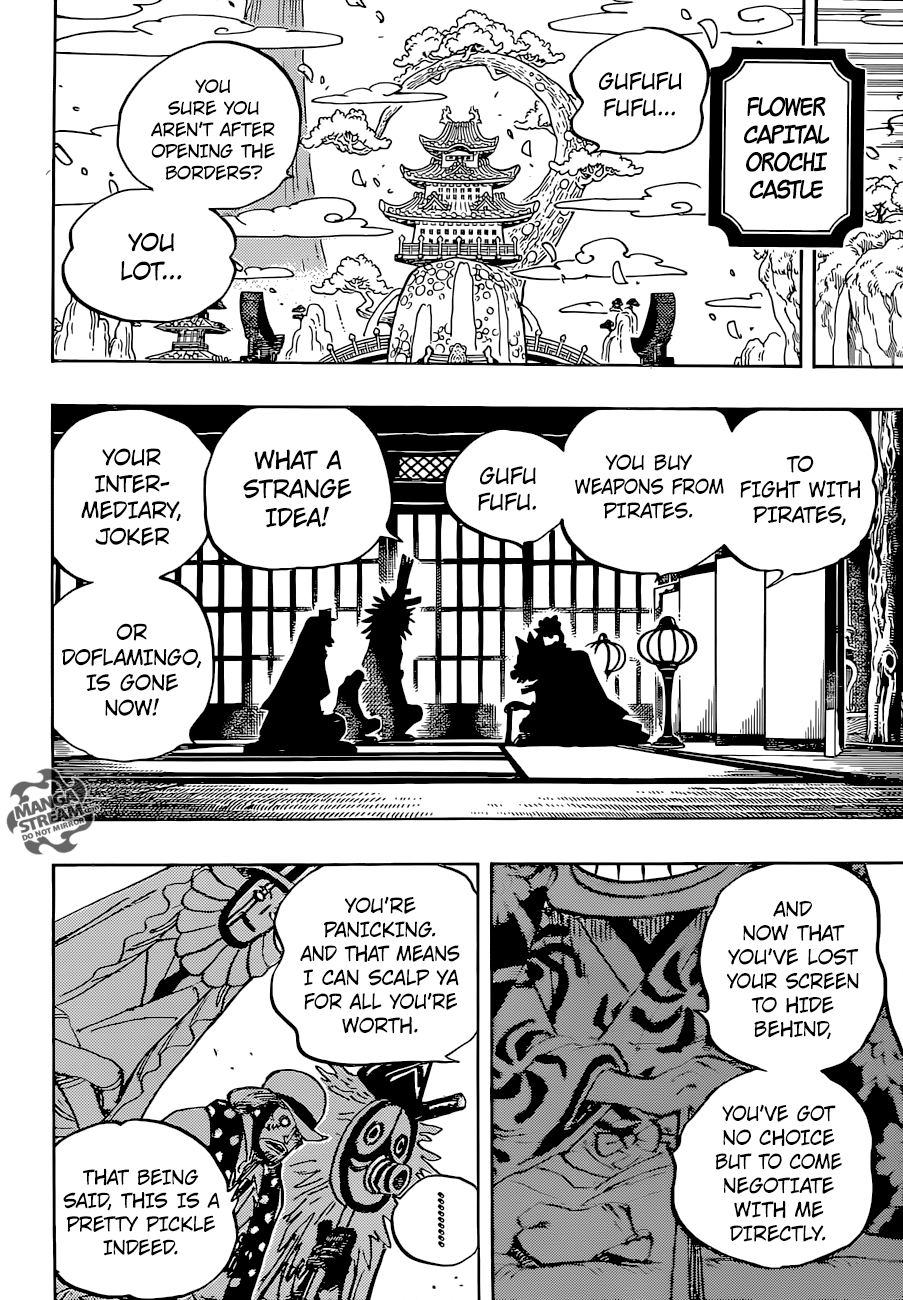 FLOWER
CAPITAL
OROCHI
CASTLE
GUFUFU
FUFU...
YOU
SURE YOU
AREN'T AFTER
OPENING THE
BORDERS?
YOU
LOT...
TO
FIGHT WITH
PIRATES,
YOU BUY
WEAPONS FROM
PIRATES.
GUFU
FUFU.
WHAT A
STRANGE
IDEA!
YOUR
INTER-
MEDIARY,
JOKER
OR
DOFLAMINGO,
IS GONE
NOW!
MANGA
STREAM
DO NOT MIRROR
AND
NOW THAT
YOU'VE LOST
YOUR SCREEN
TO HIDE
BEHIND,
YOU'VE GOT
NO CHOICE
BUT TO COME
NEGOTIATE
WITH ME
DIRECTLY.
YOU'RE
PANICKING.
AND THAT MEANS
I CAN SCALP YA
FOR ALL YOU'RE
WORTH.
THAT BEING
SAID, THIS IS A
PRETTY PICKLE
INDEED.